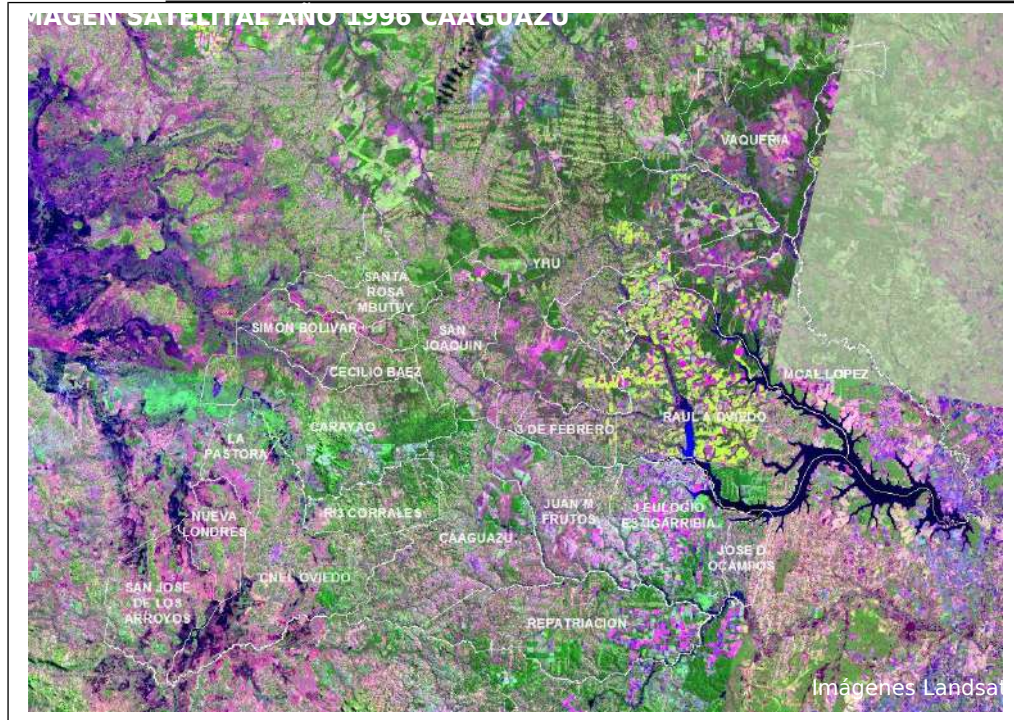 IMAGEN SATELITAL AÑO 1996 CAAGUAZU
VAQUERIA
YHU
SANTA
ROSA
MBUTUY
SIMON BOLIVAR
SAN
JOAQUIN
CECILIO BAEZ
MCAL LOPEZ
RAUL A OVIEDO
3 DE FEBRERO
CARAYAO
LA
PASTORA
JUAN M
FRUTOS
J EULOGIO
ESTIGARRIBIA
RI3 CORRALES
NUEVA
LONDRES
CAAGUAZU
JOSE D
OCAMPOS
CNEL OVIEDO
SAN JOSE
DE LOS
ARROYOS
REPATRIACION
Imágenes Landsat